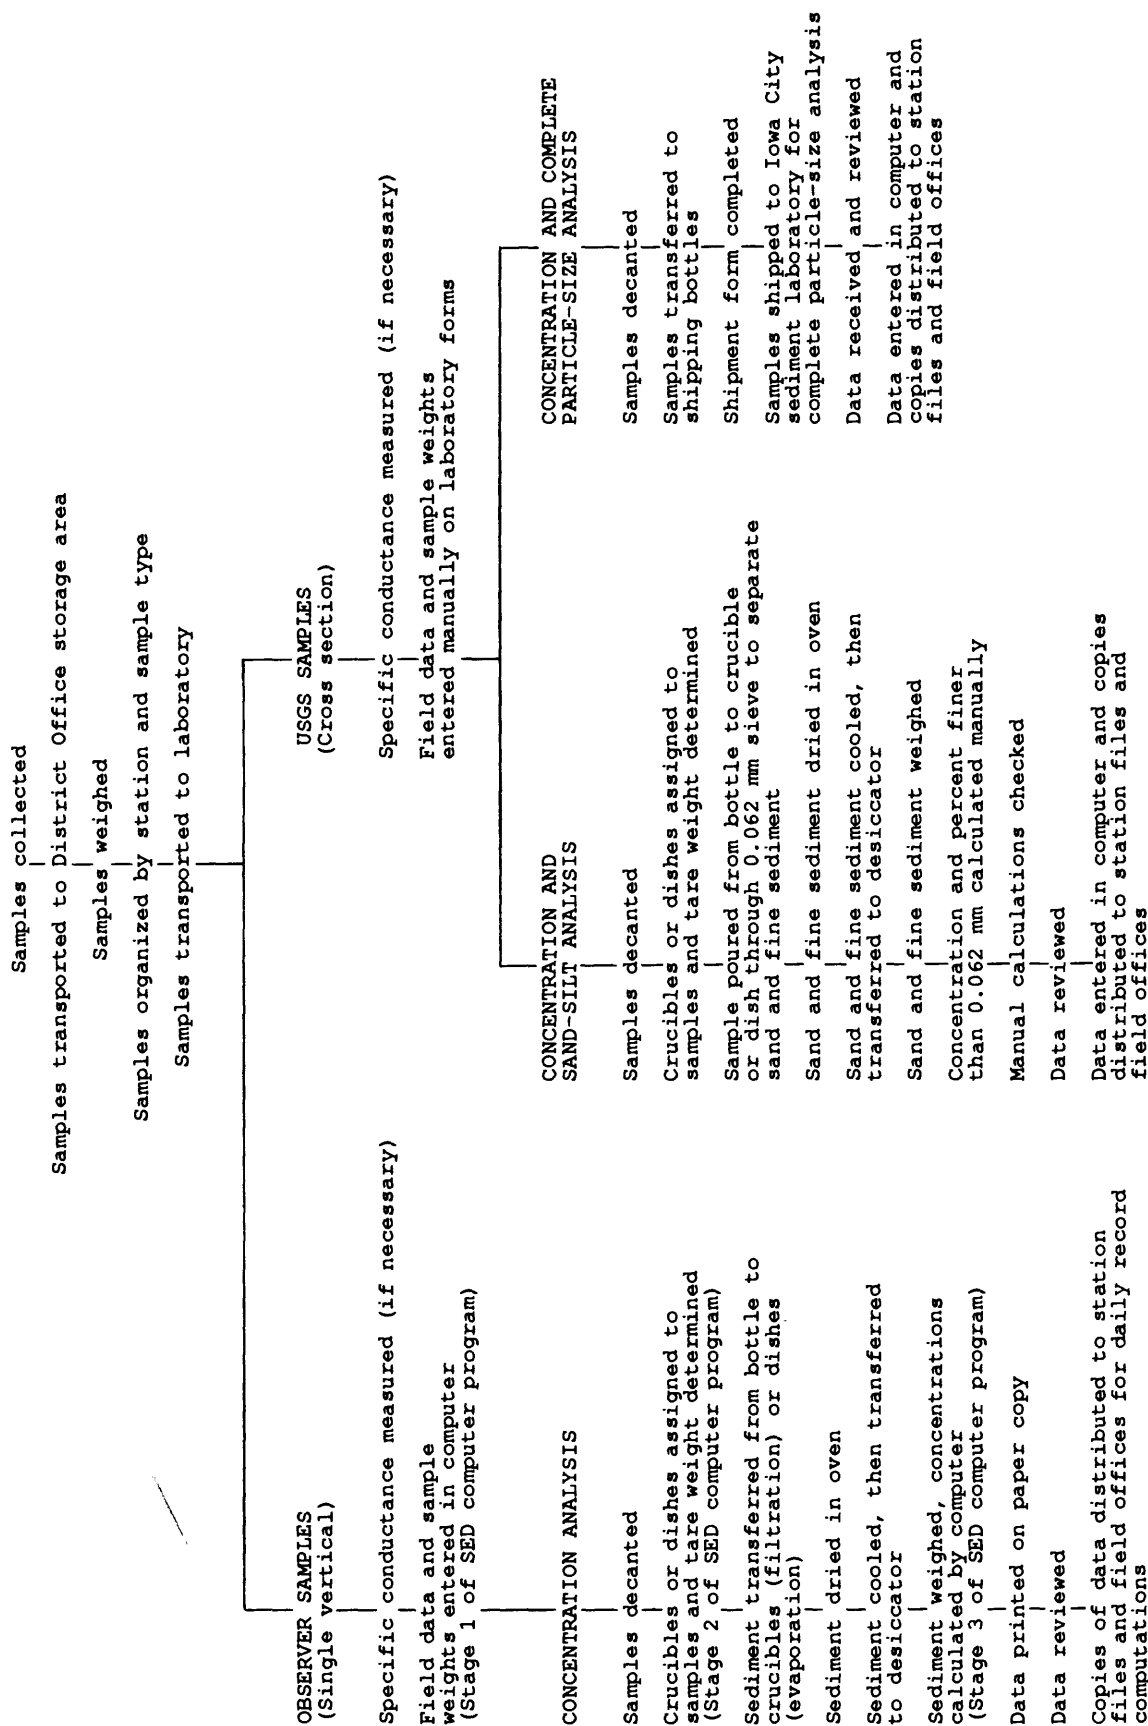 Samples collected
Samples transported to District Office storage area
Samples weighed
Samples organized by station and sample type
Samples transported to laboratory
OBSERVER SAMPLES
(Single vertical)
Specific conductance measured (if necessary)
Field data and sample
weights entered in computer
(Stage 1 of SED computer program)
CONCENTRATION ANALYSIS
Samples decanted
Crucibles or dishes assigned to
samples and tare weight determined
(Stage 2 of SED computer program)
Sediment transferred from bottle to
crucibles (filtration) or dishes
(evaporation)
Sediment dried in oven
Sediment cooled, then transferred
to desiccator
Sediment weighed, concentrations
calculated by computer
(Stage 3 of SED computer program)
Data printed on paper copy
Data reviewed
Copies of data distributed to station
files and field offices for daily record
computations
USGS SAMPLES
(Cross section)
Specific conductance measured (if necessary)
Field data and sample weights
entered manually on laboratory forms
CONCENTRATION AND
SAND-SILT ANALYSIS
Samples decanted
Crucibles or dishes assigned to
samples and tare weight determined
Sample poured from bottle to crucible
or dish through 0.062 mm sieve to separate
sand and fine sediment
Sand and fine sediment dried in oven
Sand and fine sediment cooled, then
transferred to desiccator
Sand and fine sediment weighed
Concentration and percent finer
than 0.062 mm calculated manually
Manual calculations checked
Data reviewed
Data entered in computer and copies
distributed to station files and
field offices
CONCENTRATION AND COMPLETE
PARTICLE-SIZE ANALYSIS
Samples decanted
Samples transferred to
shipping bottles
Shipment form completed
Samples shipped to Iowa City
sediment laboratory for
complete particle-size analysis
Data received and reviewed
Data entered in computer and
copies distributed to station
files and field offices